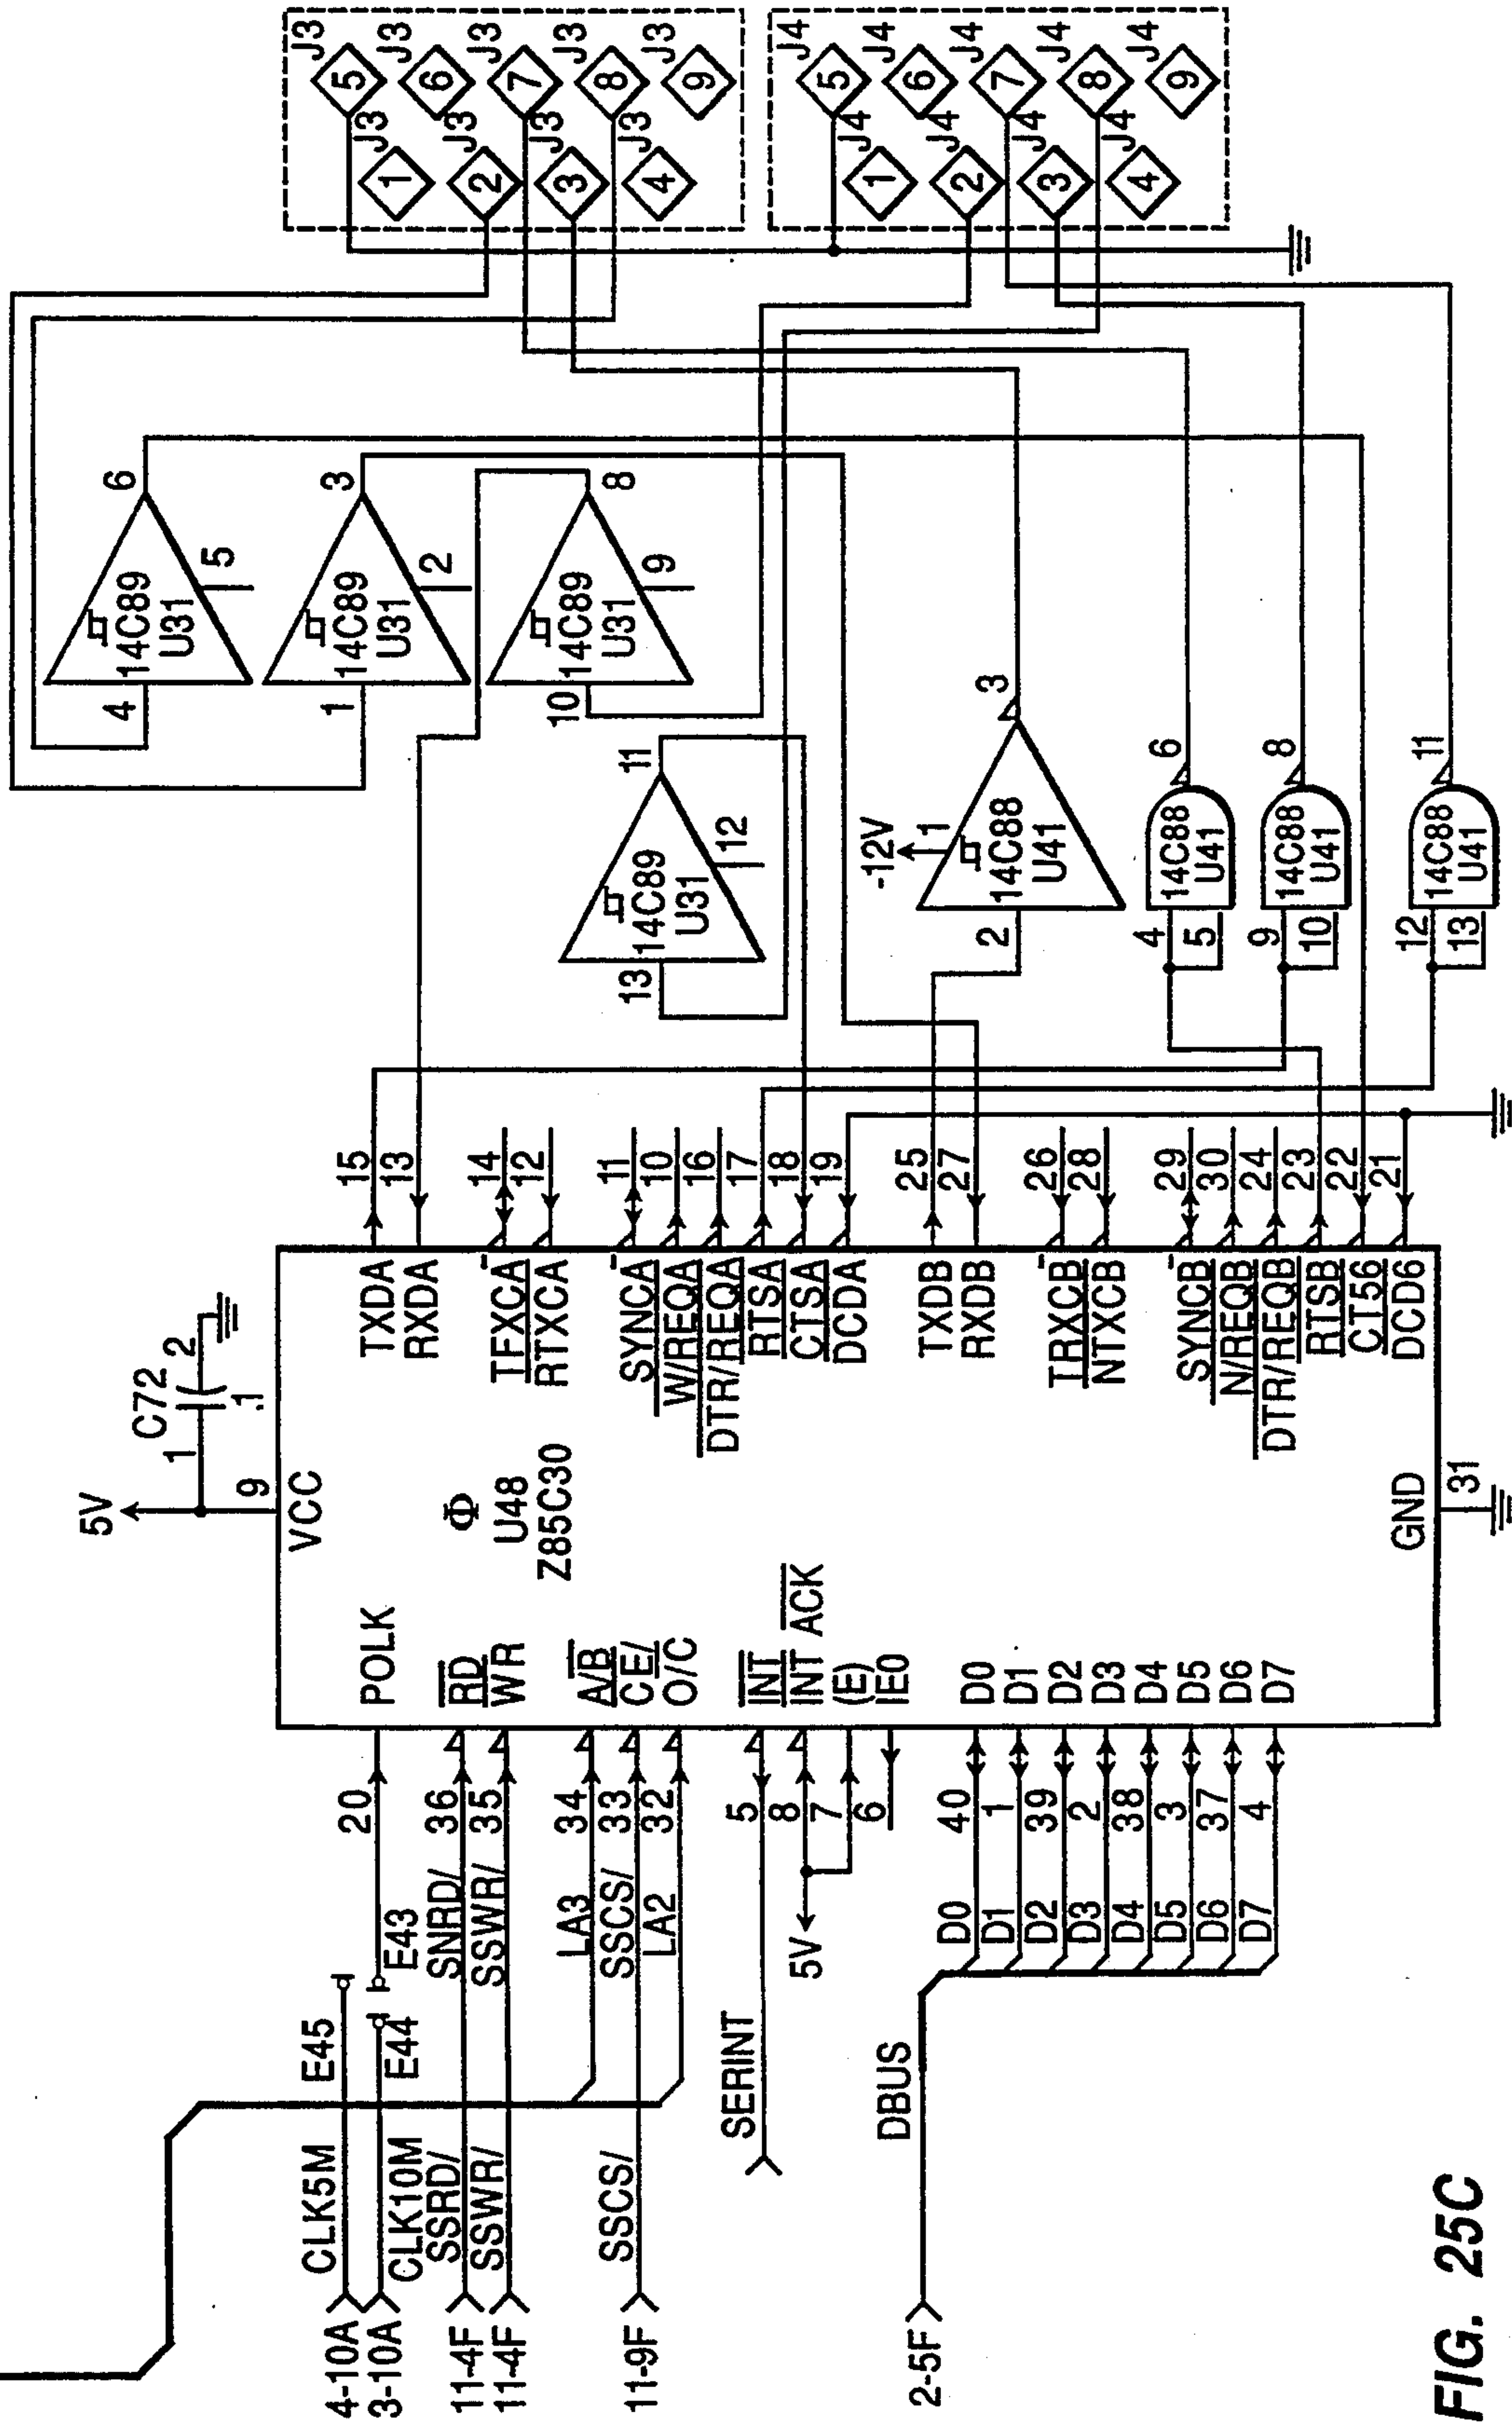 5V
C72
1
2
.1
9
VCC
4-10A
CLK5M
E45
3-10A
CLK10M
E44
E43
20
POLK
11-4F
SSRD/
SNRD/
36
RD
11-4F
SSWR/
SSWR/
35
WR
LA3
34
A/B
11-9F
SSCS/
SSCS/
33
CE/
LA2
32
O/C
SERINT
5
INT
8
INT ACK
5V
7
(E)
6
IE0
2-5F
DBUS
D0
40
D0
D1
1
D1
D2
39
D2
D3
2
D3
D4
38
D4
D5
3
D5
D6
37
D6
D7
4
D7
Φ
U48
Z85C30
GND
31
TXDA
15
RXDA
13
TFXCA
14
RTXCA
12
SYNCA
11
W/REQA
10
DTR/REQA
16
RTSA
17
CTSA
18
DCDA
19
TXDB
25
RXDB
27
TRXCB
26
NTXCB
28
SYNCB
29
N/REQB
30
DTR/REQB
24
RTSB
23
CT56
22
DCD6
21
4
14C89
U31
5
6
1
14C89
U31
2
3
10
14C89
U31
9
8
13
14C89
U31
12
11
-12V
1
2
14C88
U41
3
4
5
14C88
U41
6
9
10
14C88
U41
8
12
13
14C88
U41
11
J3
5
J3
1
J3
6
J3
2
J3
7
J3
3
J3
8
J3
4
J3
9
J4
5
J4
1
J4
6
J4
2
J4
7
J4
3
J4
8
J4
4
J4
9
FIG. 25C